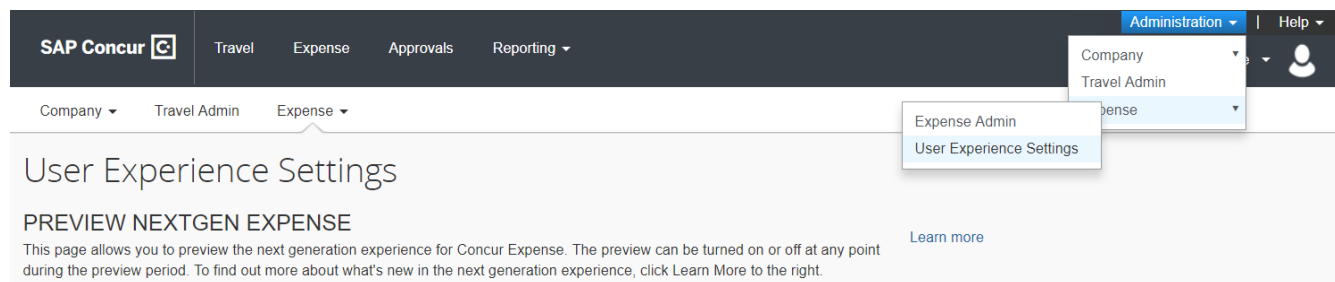 Administration | Help
SAP Concur C Travel Expense Approvals Reporting
Company
Travel Admin
Company Travel Admin Expense
Expense Admin
User Experience Settings
User Experience Settings
PREVIEW NEXTGEN EXPENSE
This page allows you to preview the next generation experience for Concur Expense. The preview can be turned on or off at any point
during the preview period. To find out more about what's new in the next generation experience, click Learn More to the right.
Learn more